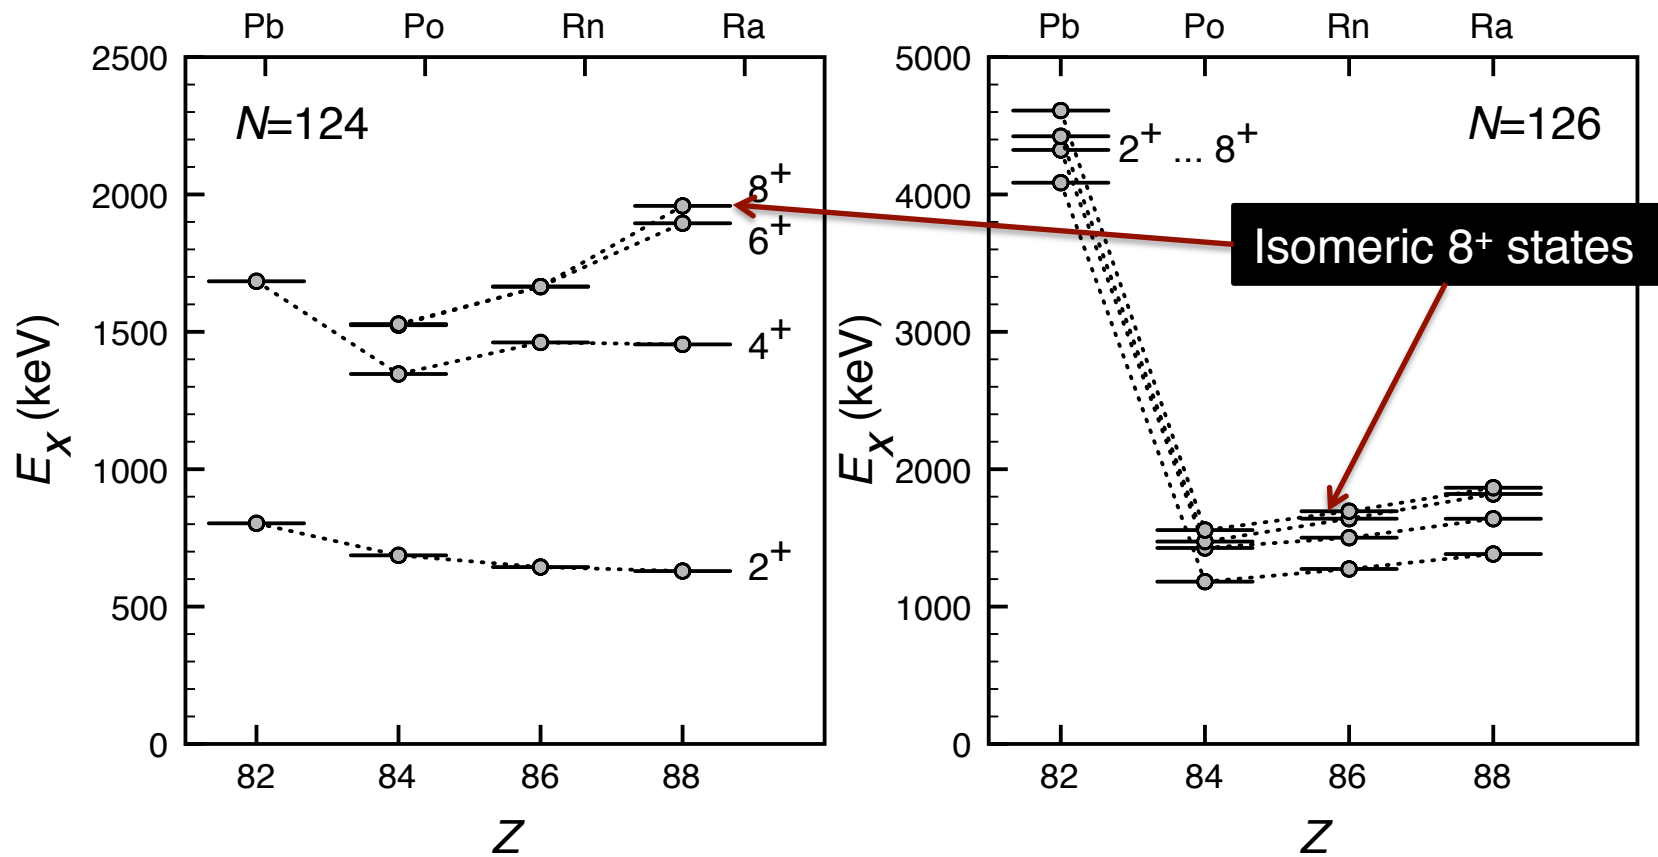 Pb Po Rn Ra
2500
2000
1500
1000
500
0
N=124
8+
6+
4+
2+
82 84 86 88
Z
Ex (keV)
Pb Po Rn Ra
5000
4000
3000
2000
1000
0
N=126
2+ ... 8+
Isomeric 8+ states
82 84 86 88
Z
Ex (keV)